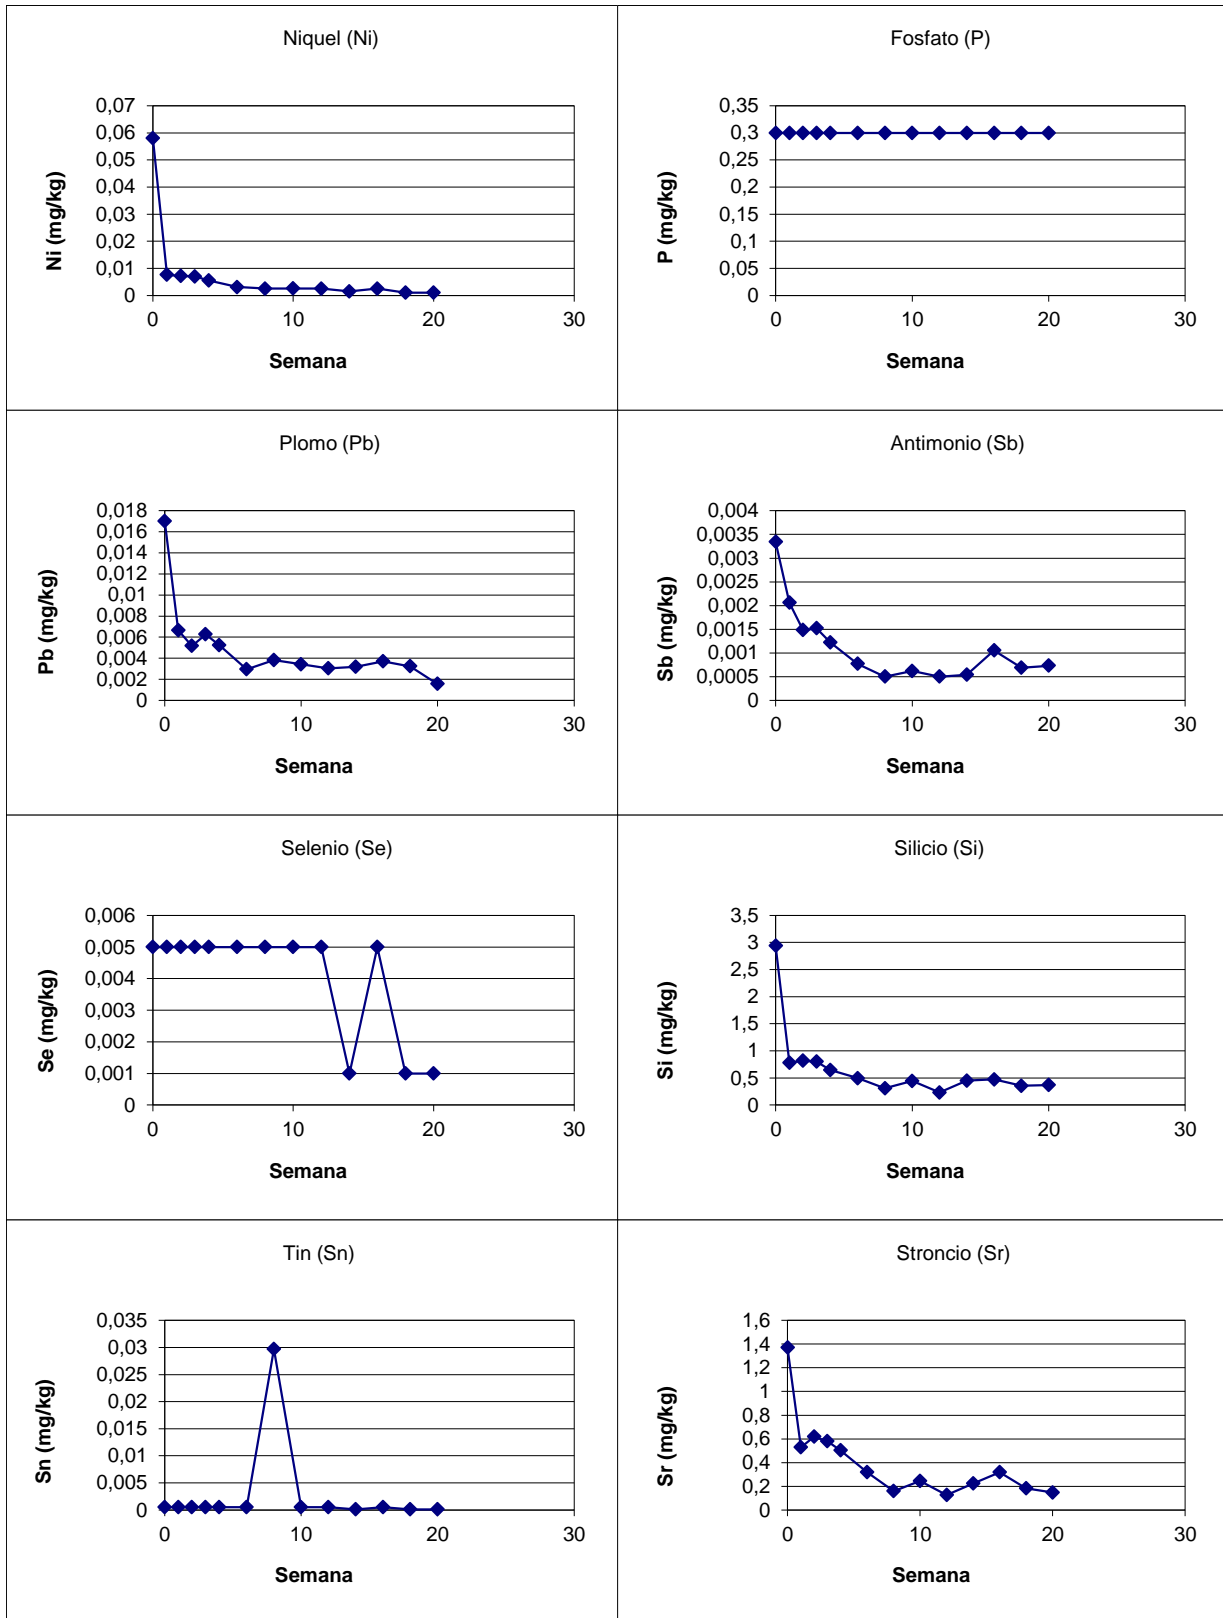 Niquel (Ni)
0,07
0,06
0,05
0,04
0,03
0,02
0,01
0
Ni (mg/kg)
0 10 20 30
Semana
Fosfato (P)
0,35
0,3
0,25
0,2
0,15
0,1
0,05
0
P (mg/kg)
0 10 20 30
Semana
Plomo (Pb)
0,018
0,016
0,014
0,012
0,01
0,008
0,006
0,004
0,002
0
Pb (mg/kg)
0 10 20 30
Semana
Antimonio (Sb)
0,004
0,0035
0,003
0,0025
0,002
0,0015
0,001
0,0005
0
Sb (mg/kg)
0 10 20 30
Semana
Selenio (Se)
0,006
0,005
0,004
0,003
0,002
0,001
0
Se (mg/kg)
0 10 20 30
Semana
Silicio (Si)
3,5
3
2,5
2
1,5
1
0,5
0
Si (mg/kg)
0 10 20 30
Semana
Tin (Sn)
0,035
0,03
0,025
0,02
0,015
0,01
0,005
0
Sn (mg/kg)
0 10 20 30
Semana
Stroncio (Sr)
1,6
1,4
1,2
1
0,8
0,6
0,4
0,2
0
Sr (mg/kg)
0 10 20 30
Semana